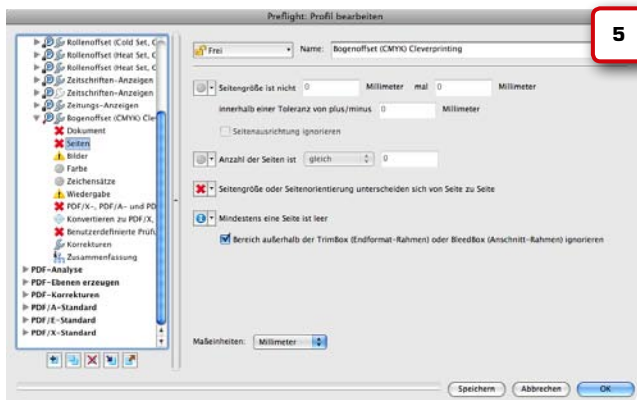 Preflight: Profil bearbeiten
5
Rollenoffset (Cold Set, C
Rollenoffset (Heat Set, C
Rollenoffset (Heat Set, C
Zeitschriften-Anzeigen
Zeitschriften-Anzeigen
Zeitungs-Anzeigen
Bogenoffset (CMYK) Cle
Dokument
Seiten
Bilder
Farbe
Zeichensätze
Wiedergabe
PDF/X-, PDF/A- und PD
Konvertieren zu PDF/X,
Benutzerdefinierte Prüfu
Korrekturen
Zusammenfassung
PDF-Analyse
PDF-Ebenen erzeugen
PDF-Korrekturen
PDF/A-Standard
PDF/E-Standard
PDF/X-Standard
Frei Name: Bogenoffset (CMYK) Cleverprinting
Seitengröße ist nicht 0 Millimeter mal 0 Millimeter
innerhalb einer Toleranz von plus/minus 0 Millimeter
Seitenausrichtung ignorieren
Anzahl der Seiten ist gleich 0
Seitengröße oder Seitenorientierung unterscheiden sich von Seite zu Seite
Mindestens eine Seite ist leer
Bereich außerhalb der TrimBox (Endformat-Rahmen) oder BleedBox (Anschnitt-Rahmen) ignorieren
Maßeinheiten: Millimeter
Speichern Abbrechen OK